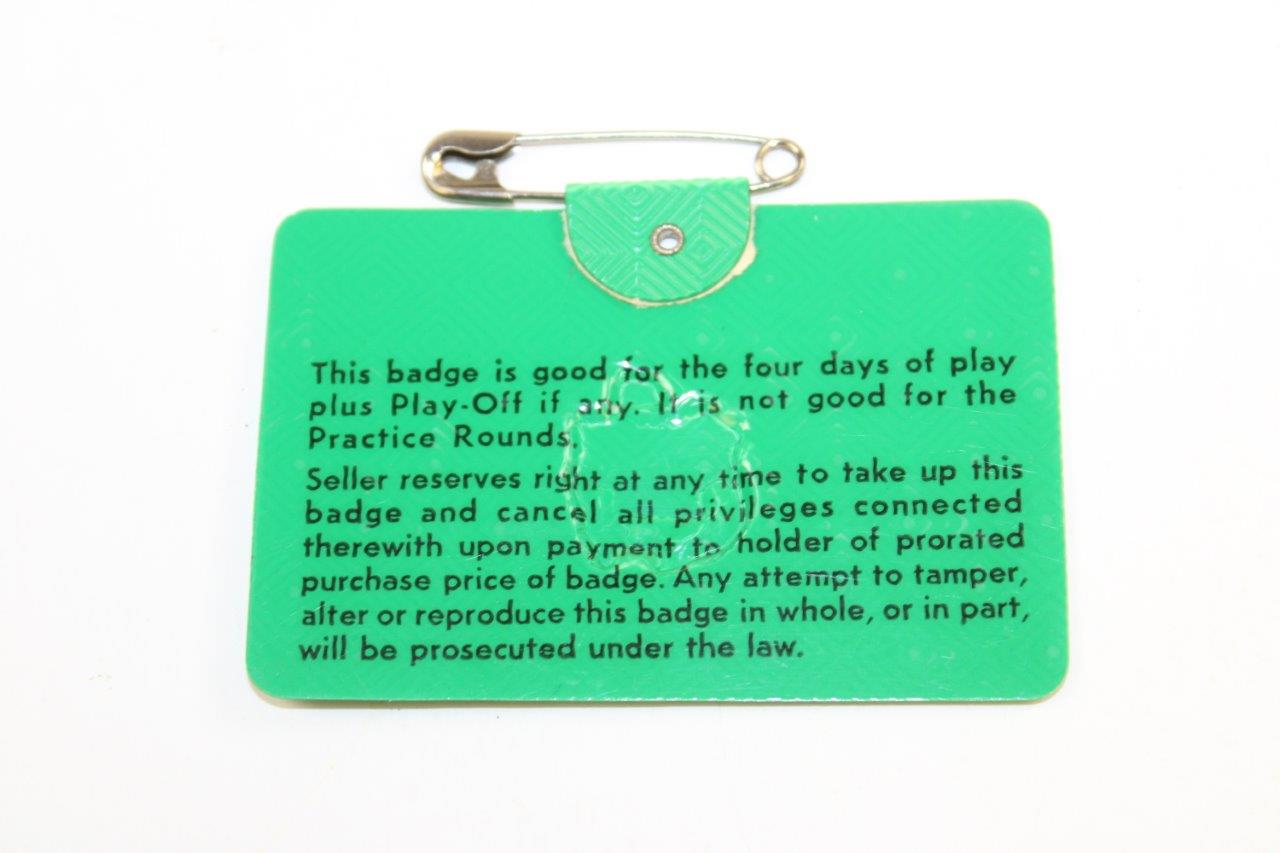 This badge is good for the four days of play
plus Play-Off if any. It is not good for the
Practice Rounds.
Seller reserves right at any time to take up this
badge and cancel all privileges connected
therewith upon payment to holder of prorated
purchase price of badge. Any attempt to tamper,
alter or reproduce this badge in whole, or in part,
will be prosecuted under the law.